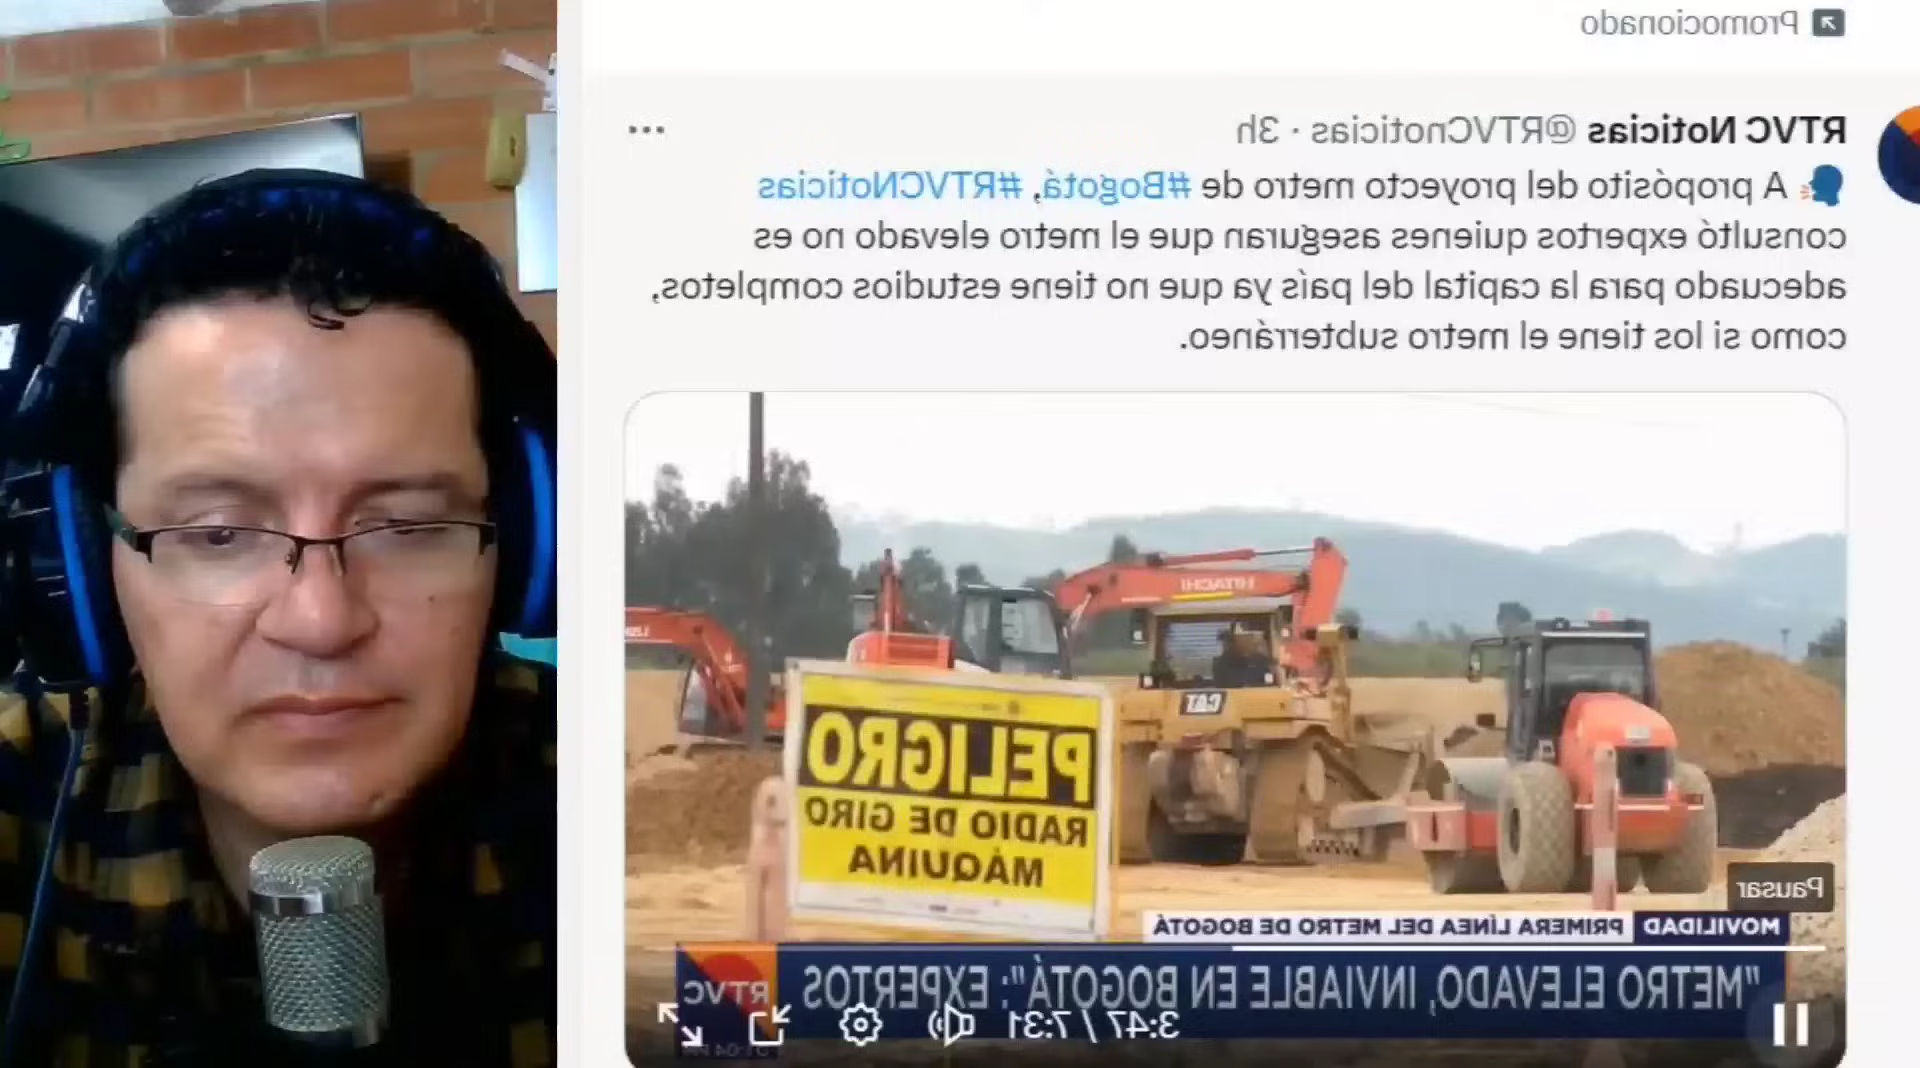 Promocionado
RTVC Noticias @RTVCnoticias · 3h
🗣️ A propósito del proyecto metro de #Bogotá, #RTVCNoticias
consultó expertos quienes aseguran que el metro elevado no es
adecuado para la capital del país ya que no tiene estudios completos,
como si los tiene el metro subterráneo.
HITACHI
CAT
PELIGRO
RADIO DE GIRO
MÁQUINA
Pausar
MOVILIDAD PRIMERA LÍNEA DEL METRO DE BOGOTÁ
"METRO ELEVADO, INVIABLE EN BOGOTÁ": EXPERTOS
RTVC
3:47 / 7:31